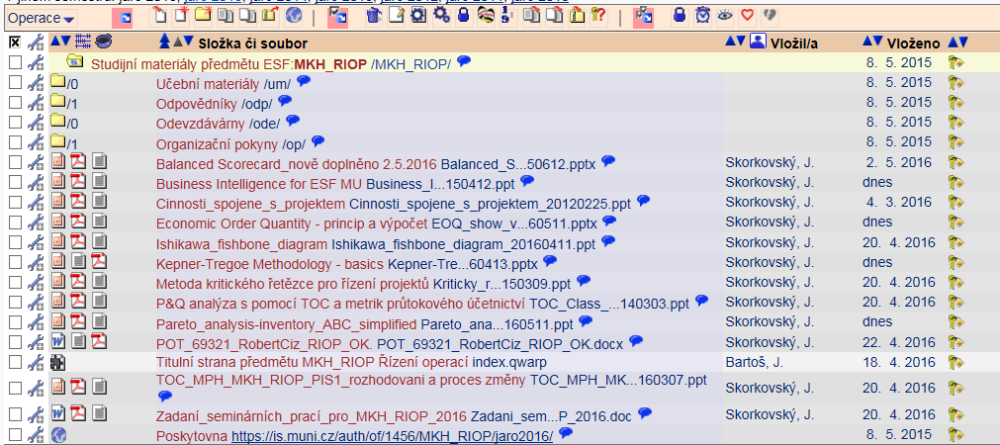 Operace
Složka či soubor Vložil/a Vloženo
Studijní materiály předmětu ESF:MKH_RIOP /MKH_RIOP/ 8. 5. 2015
/0 Učební materiály /um/ 8. 5. 2015
/1 Odpovědníky /odp/ 8. 5. 2015
/0 Odevzdávárny /ode/ 8. 5. 2015
/1 Organizační pokyny /op/ 8. 5. 2015
Balanced Scorecard_nově doplněno 2.5.2016 Balanced_S...50612.pptx Skorkovský, J. 2. 5. 2016
Business Intelligence for ESF MU Business_I...150412.ppt Skorkovský, J. dnes
Cinnosti_spojene_s_projektem Cinnosti_spojene_s_projektem_20120225.ppt Skorkovský, J. 4. 3. 2016
Economic Order Quantity - princip a výpočet EOQ_show_v...60511.pptx Skorkovský, J. dnes
Ishikawa_fishbone_diagram Ishikawa_fishbone_diagram_20160411.ppt Skorkovský, J. 20. 4. 2016
Kepner-Tregoe Methodology - basics Kepner-Tre...60413.pptx Skorkovský, J. dnes
Metoda kritického řetězce pro řízení projektů Kriticky_r...150309.ppt Skorkovský, J. 20. 4. 2016
P&Q analýza s pomocí TOC a metrik průtokového účetnictví TOC_Class_...140303.ppt Skorkovský, J. 20. 4. 2016
Pareto_analysis-inventory_ABC_simplified Pareto_ana...160511.ppt Skorkovský, J. dnes
POT_69321_RobertCiz_RIOP_OK. POT_69321_RobertCiz_RIOP_OK.docx Skorkovský, J. 22. 4. 2016
Titulní strana předmětu MKH_RIOP Řízení operací index.qwarp Bartoš, J. 18. 4. 2016
TOC_MPH_MKH_RIOP_PIS1_rozhodovani a proces změny TOC_MPH_MK...160307.ppt Skorkovský, J. 20. 4. 2016
Zadaní_seminárních_prací_pro_MKH_RIOP_2016 Zadani_sem...P_2016.doc Skorkovský, J. 20. 4. 2016
Poskytovna https://is.muni.cz/auth/of/1456/MKH_RIOP/jaro2016/ 8. 5. 2015